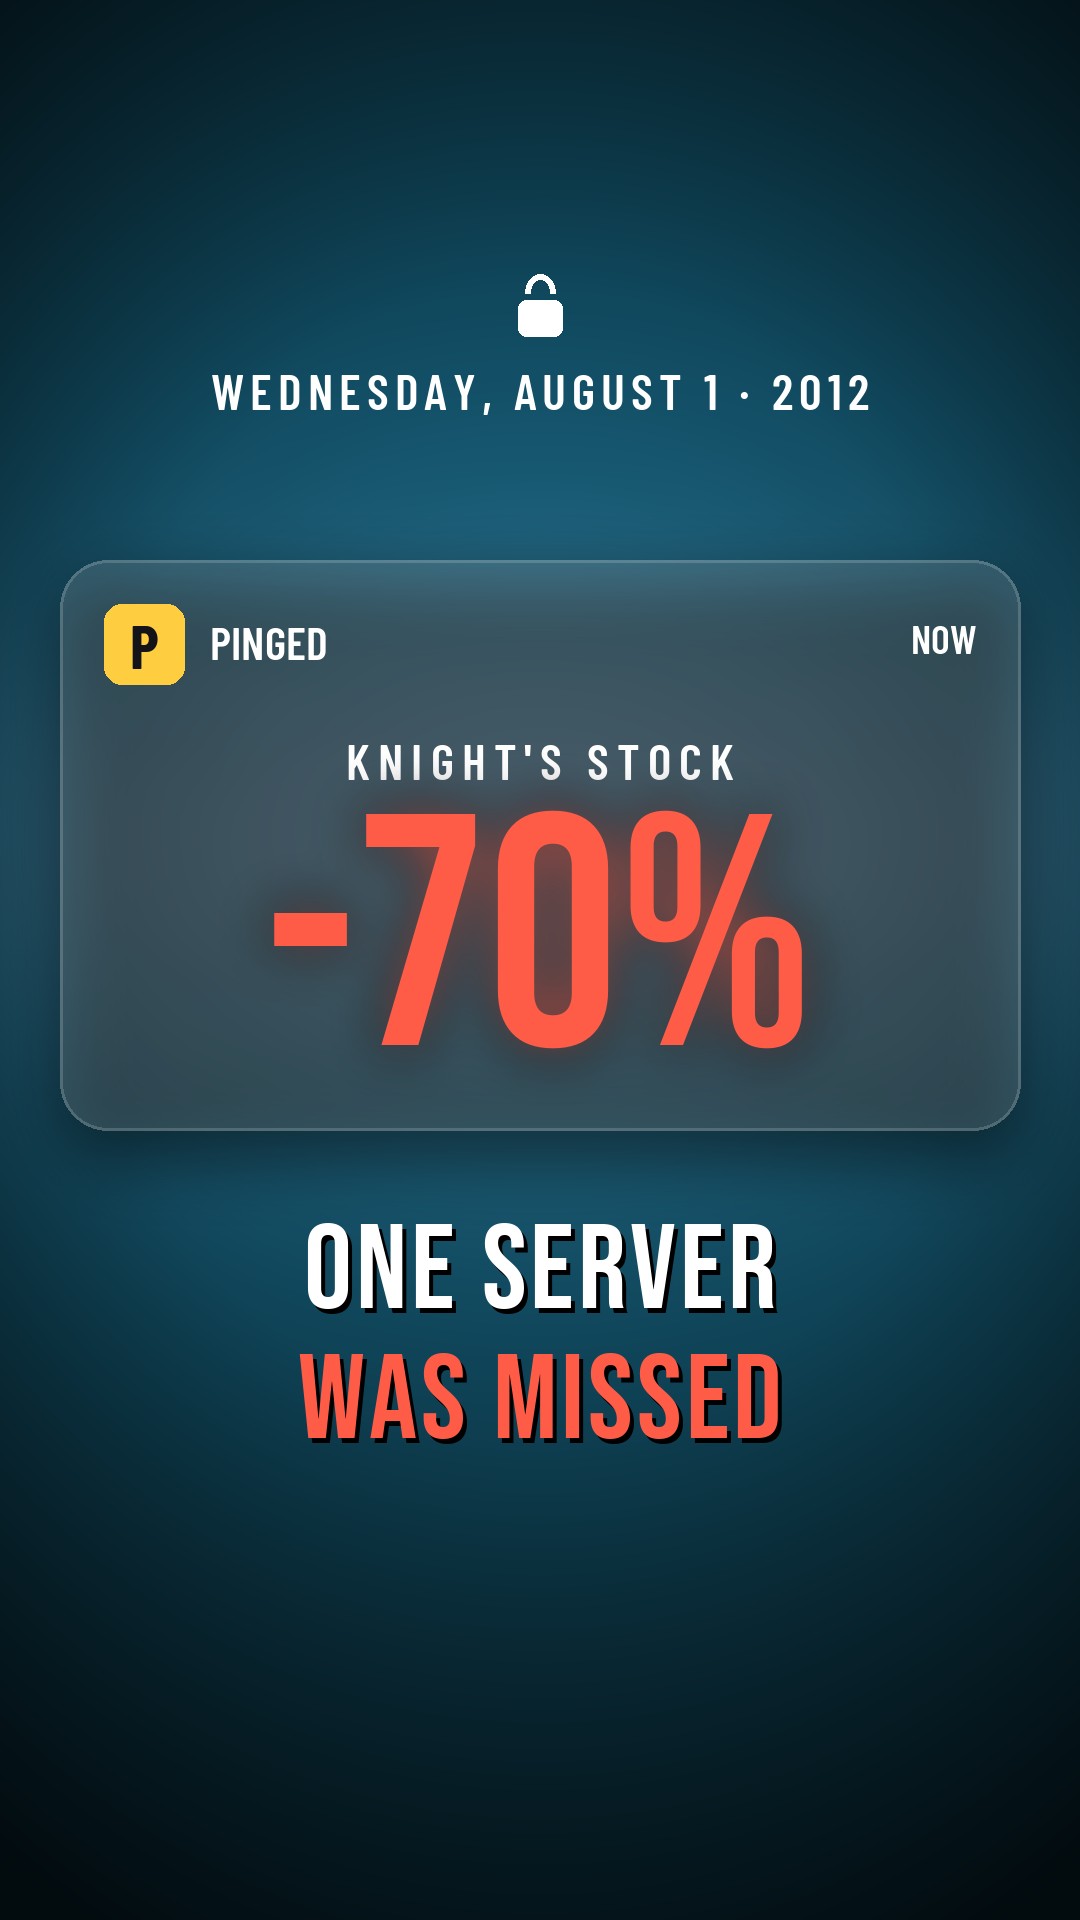 WEDNESDAY, AUGUST 1 · 2012
P PINGED NOW
KNIGHT'S STOCK
-70%
ONE SERVER
WAS MISSED